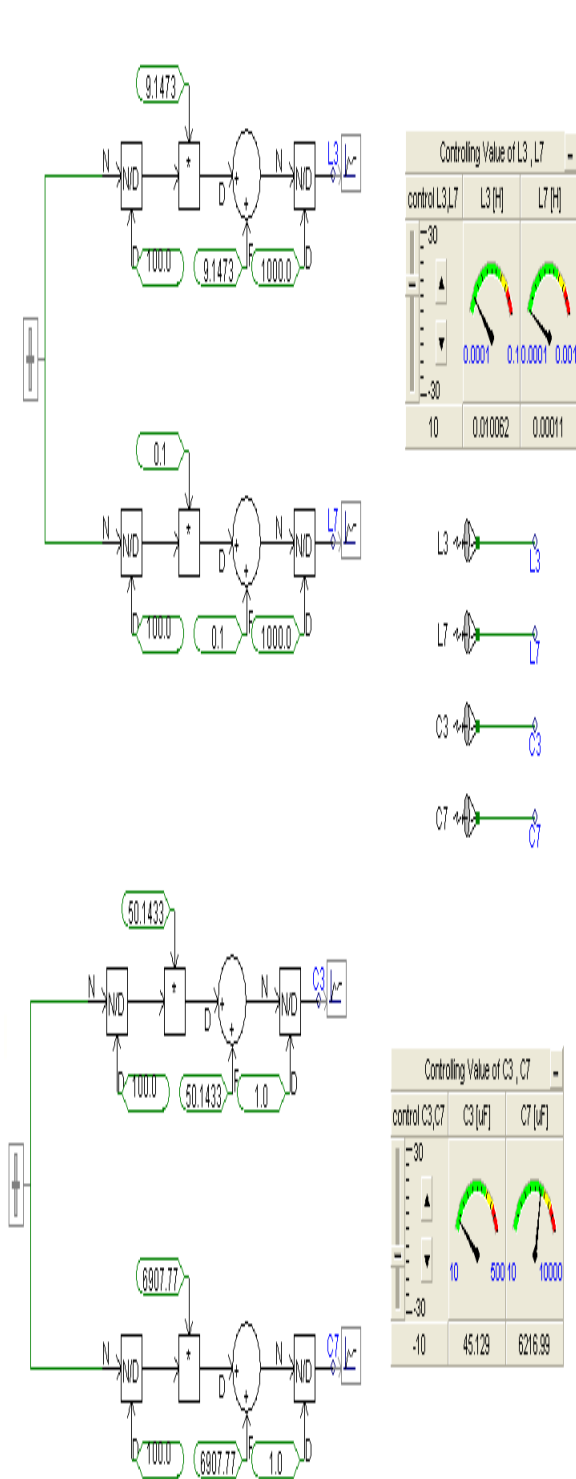 9.1473
N
N/D
*
D
+
+
F
N
N/D
L3
D
100.0
9.1473
1000.0
D
Controlling Value of L3 , L7
control L3,L7
L3 [H]
L7 [H]
30
-30
0.0001
0.1
0.0001
0.001
10
0.010062
0.00011
0.1
N
N/D
*
D
+
+
F
N
N/D
L7
D
100.0
0.1
1000.0
D
L3
L3
L7
L7
C3
C3
C7
C7
50.1433
N
N/D
*
D
+
+
F
N
N/D
C3
D
100.0
50.1433
1.0
D
Controlling Value of C3 , C7
control C3,C7
C3 [uF]
C7 [uF]
30
-30
10
500
10
10000
-10
45.129
6216.99
6907.77
N
N/D
*
D
+
+
F
N
N/D
C7
D
100.0
6907.77
1.0
D